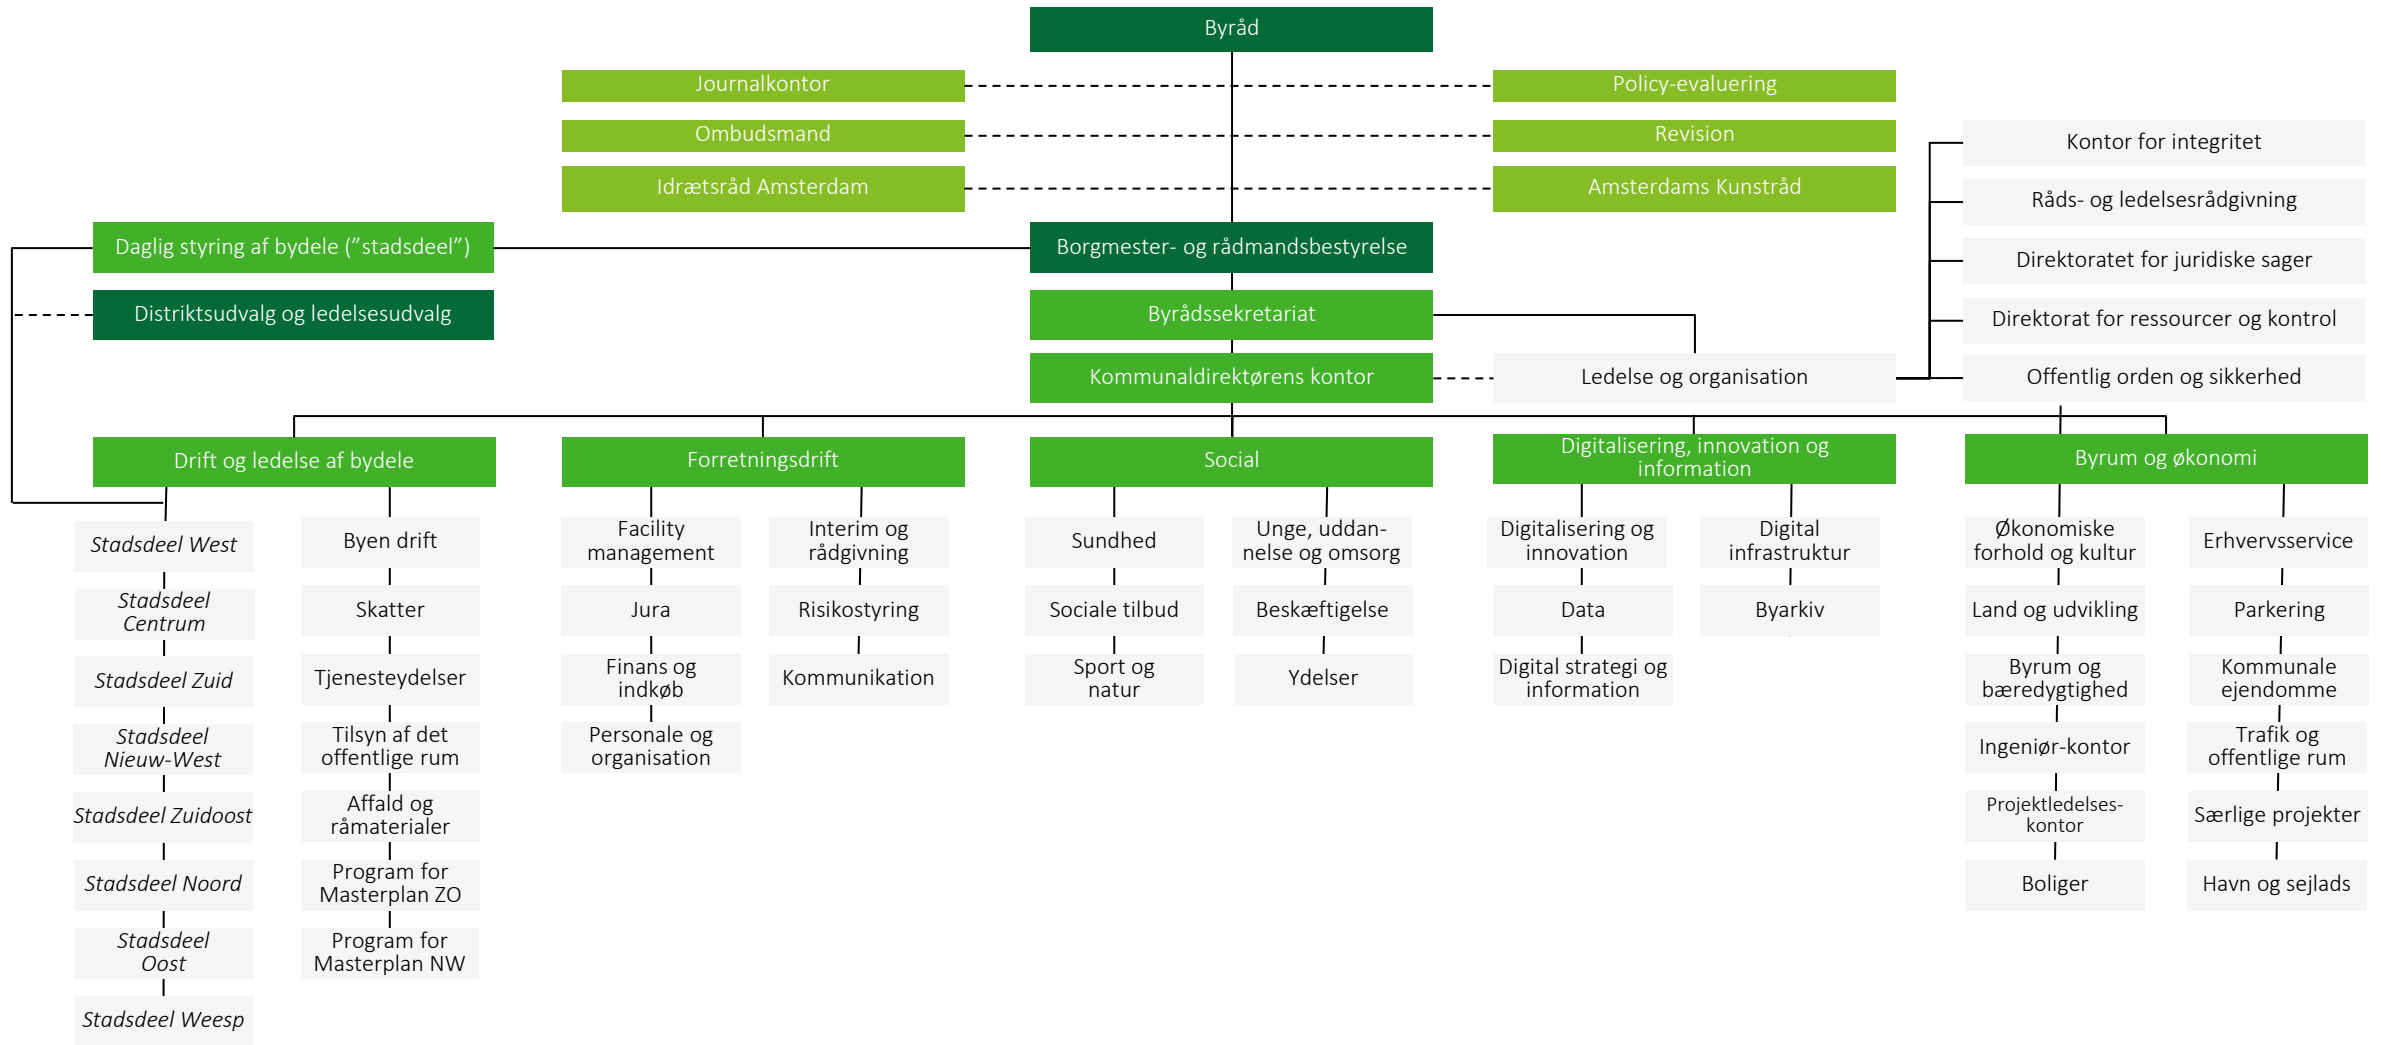 Byråd
Journalkontor
Policy-evaluering
Ombudsmand
Revision
Idrætsråd Amsterdam
Amsterdams Kunstråd
Kontor for integritet
Råds- og ledelsesrådgivning
Direktoratet for juridiske sager
Direktorat for ressourcer og kontrol
Offentlig orden og sikkerhed
Daglig styring af bydele (”stadsdeel”)
Borgmester- og rådmandsbestyrelse
Distriktsudvalg og ledelsesudvalg
Byrådssekretariat
Kommunaldirektørens kontor
Ledelse og organisation
Drift og ledelse af bydele
Stadsdeel West
Stadsdeel
Centrum
Stadsdeel Zuid
Stadsdeel
Nieuw-West
Stadsdeel Zuidoost
Stadsdeel Noord
Stadsdeel
Oost
Stadsdeel Weesp
Byen drift
Skatter
Tjenesteydelser
Tilsyn af det
offentlige rum
Affald og
råmaterialer
Program for
Masterplan ZO
Program for
Masterplan NW
Forretningsdrift
Facility
management
Jura
Finans og
indkøb
Personale og
organisation
Interim og
rådgivning
Risikostyring
Kommunikation
Social
Sundhed
Sociale tilbud
Sport og
natur
Unge, uddan-
nelse og omsorg
Beskæftigelse
Ydelser
Digitalisering, innovation og
information
Digitalisering og
innovation
Data
Digital strategi og
information
Digital
infrastruktur
Byarkiv
Byrum og økonomi
Økonomiske
forhold og kultur
Land og udvikling
Byrum og
bæredygtighed
Ingeniør-kontor
Projektledelses-
kontor
Boliger
Erhvervsservice
Parkering
Kommunale
ejendomme
Trafik og
offentlige rum
Særlige projekter
Havn og sejlads